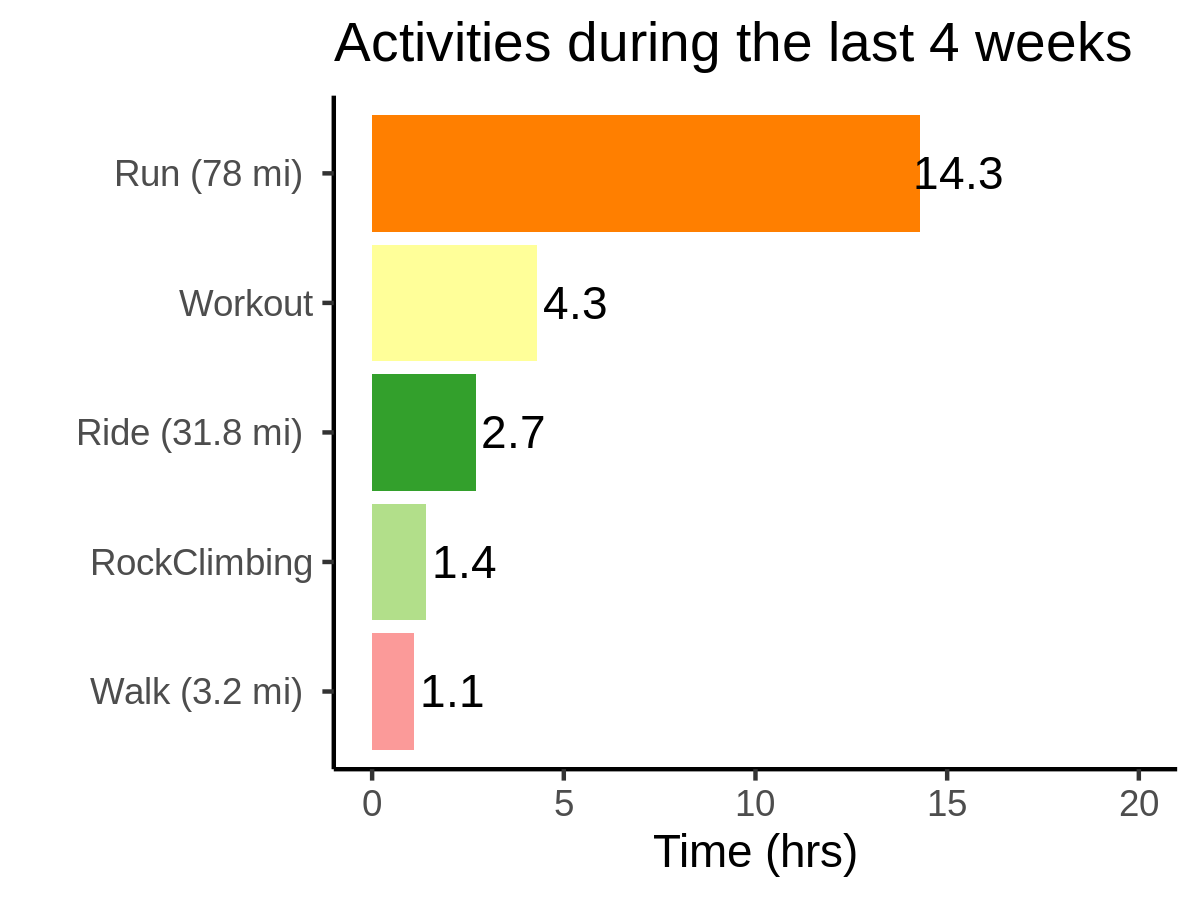 Activities during the last 4 weeks
Run (78 mi) 14.3
Workout 4.3
Ride (31.8 mi) 2.7
RockClimbing 1.4
Walk (3.2 mi) 1.1
0 5 10 15 20
Time (hrs)